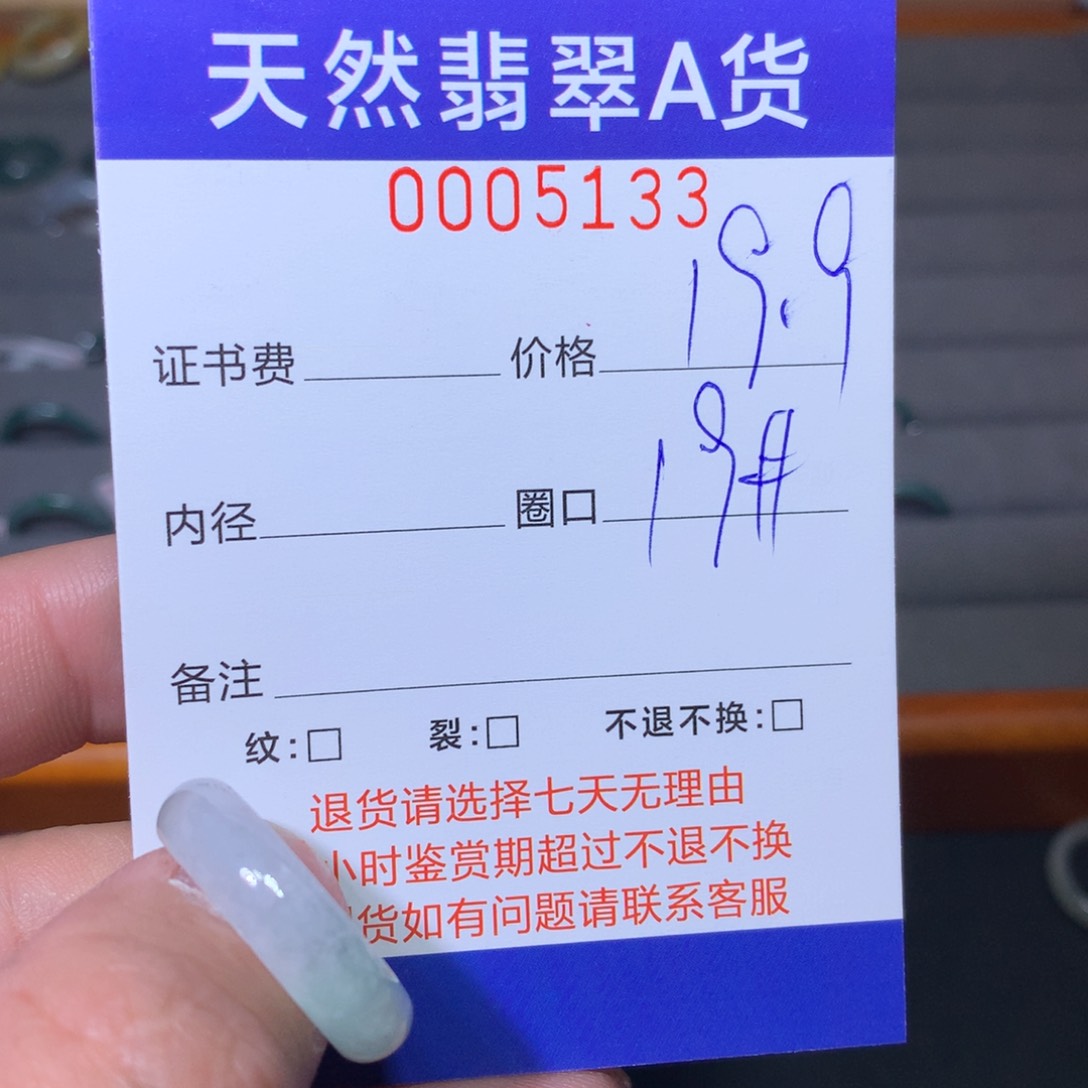 天然翡翠A货
0005133
证书费 价格 19.9
内径 圈口 19#
备注
纹:□ 裂:□ 不退不换:□
退货请选择七天无理由
小时鉴赏期超过不退不换
货如有问题请联系客服